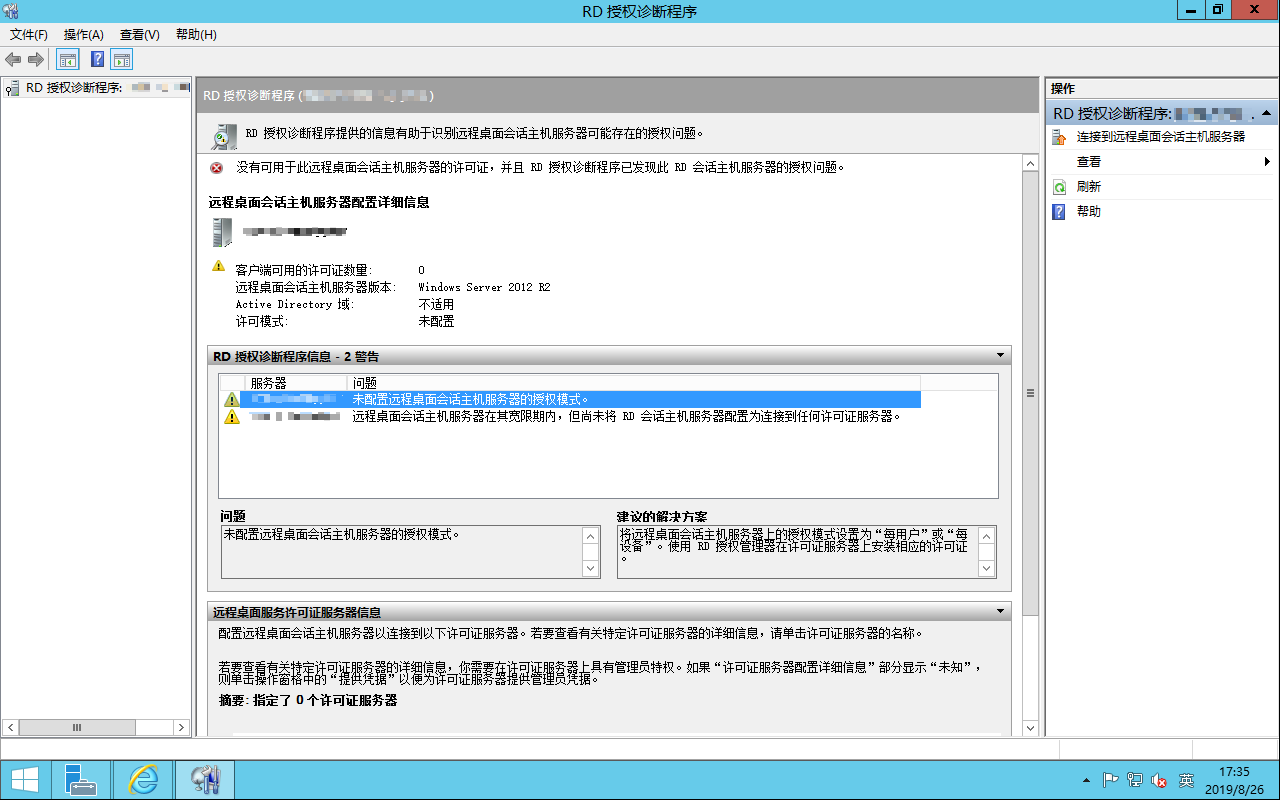 RD 授权诊断程序
文件(F) 操作(A) 查看(V) 帮助(H)
RD 授权诊断程序:
RD 授权诊断程序 (
)
RD 授权诊断程序提供的信息有助于识别远程桌面会话主机服务器可能存在的授权问题。
没有可用于此远程桌面会话主机服务器的许可证，并且 RD 授权诊断程序已发现此 RD 会话主机服务器的授权问题。
远程桌面会话主机服务器配置详细信息
客户端可用的许可证数量: 0
远程桌面会话主机服务器版本: Windows Server 2012 R2
Active Directory 域: 不适用
许可模式: 未配置
RD 授权诊断程序信息 - 2 警告
服务器 问题
未配置远程桌面会话主机服务器的授权模式。
远程桌面会话主机服务器在其宽限期内，但尚未将 RD 会话主机服务器配置为连接到任何许可证服务器。
问题
未配置远程桌面会话主机服务器的授权模式。
建议的解决方案
将远程桌面会话主机服务器上的授权模式设置为“每用户”或“每
设备”。使用 RD 授权管理器在许可证服务器上安装相应的许可证
。
远程桌面服务许可证服务器信息
配置远程桌面会话主机服务器以连接到以下许可证服务器。若要查看有关特定许可证服务器的详细信息，请单击许可证服务器的名称。
若要查看有关特定许可证服务器的详细信息，你需要在许可证服务器上具有管理员特权。如果“许可证服务器配置详细信息”部分显示“未知”，
则单击操作窗格中的“提供凭据”以便为许可证服务器提供管理员凭据。
摘要: 指定了 0 个许可证服务器
操作
RD 授权诊断程序:
连接到远程桌面会话主机服务器
查看
刷新
帮助
英
17:35
2019/8/26